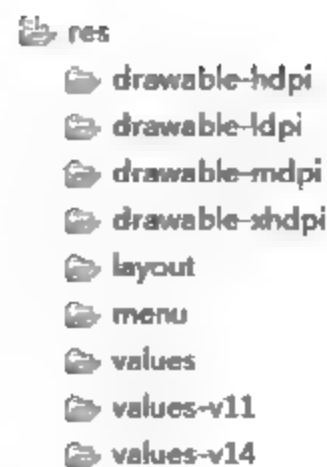 res
drawable-hdpi
drawable-ldpi
drawable-mdpi
drawable-xhdpi
layout
menu
values
values-v11
values-v14